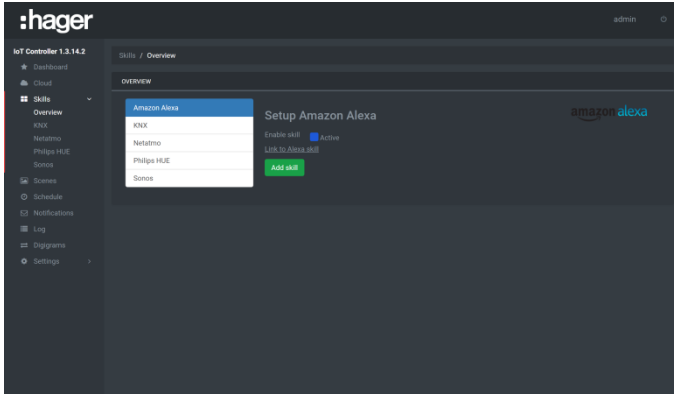 :hager
admin
IoT Controller 1.3.14.2
Dashboard
Cloud
Skills
Overview
KNX
Netatmo
Philips HUE
Sonos
Scenes
Schedule
Notifications
Log
Digigrams
Settings
Skills / Overview
OVERVIEW
Amazon Alexa
KNX
Netatmo
Philips HUE
Sonos
Setup Amazon Alexa
Enable skill Active
Link to Alexa skill
Add skill
amazon alexa